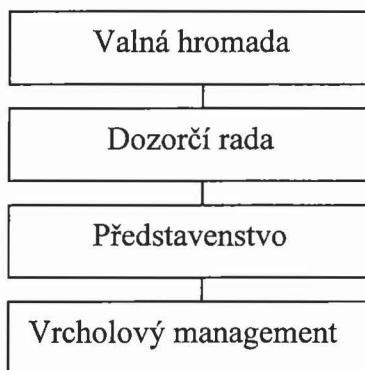 Valná hromada
Dozorčí rada
Představenstvo
Vrcholový management